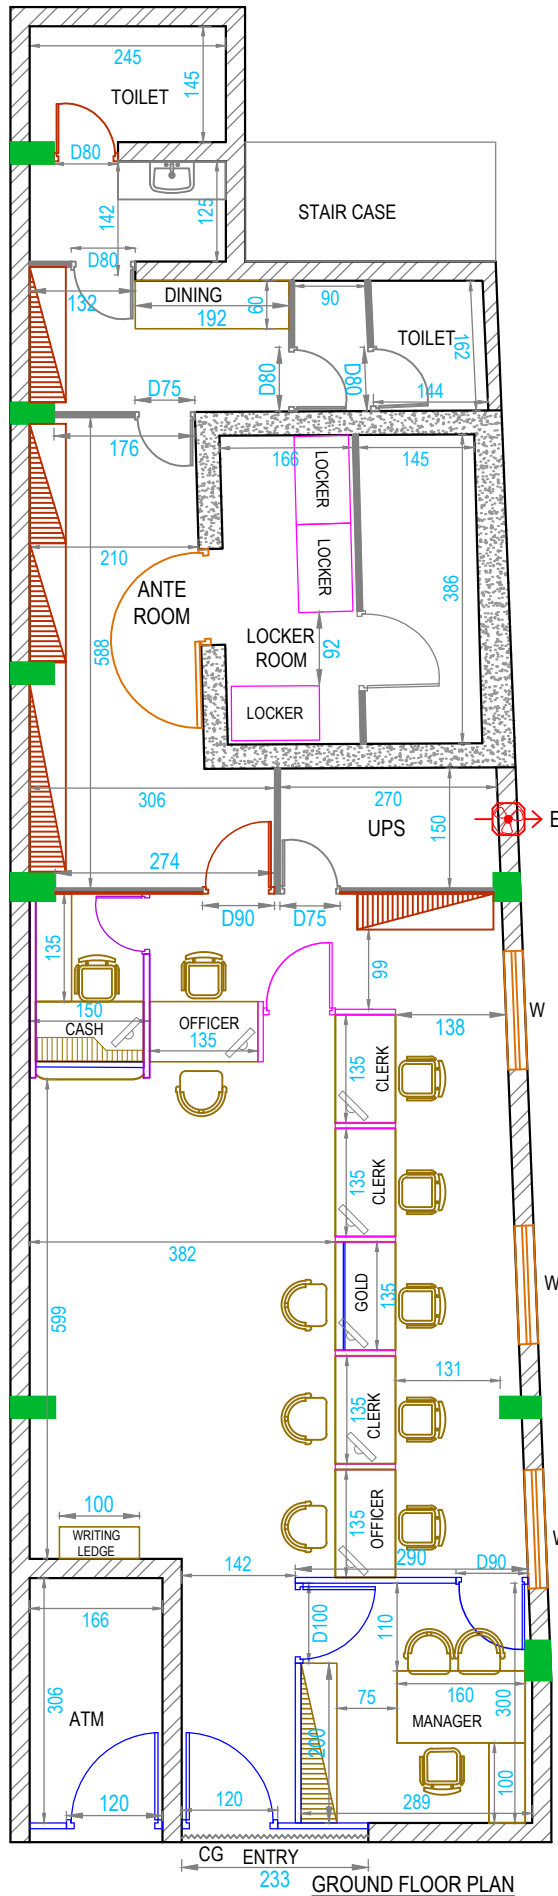 245
145
TOILET
D80
142
125
STAIR CASE
D80
132
DINING
192
60
90
TOILET
162
D80
D80
144
D75
176
166
145
LOCKER
LOCKER
210
ANTE
ROOM
588
386
LOCKER
ROOM
92
LOCKER
306
270
UPS
150
E
274
D90
D75
135
150
CASH
OFFICER
135
99
138
W
135
CLERK
135
CLERK
382
GOLD
135
W
599
131
135
CLERK
100
WRITING
LEDGE
135
OFFICER
W
142
290
D90
166
D100
110
306
ATM
75
160
300
MANAGER
200
100
120
120
289
CG
ENTRY
233
GROUND FLOOR PLAN